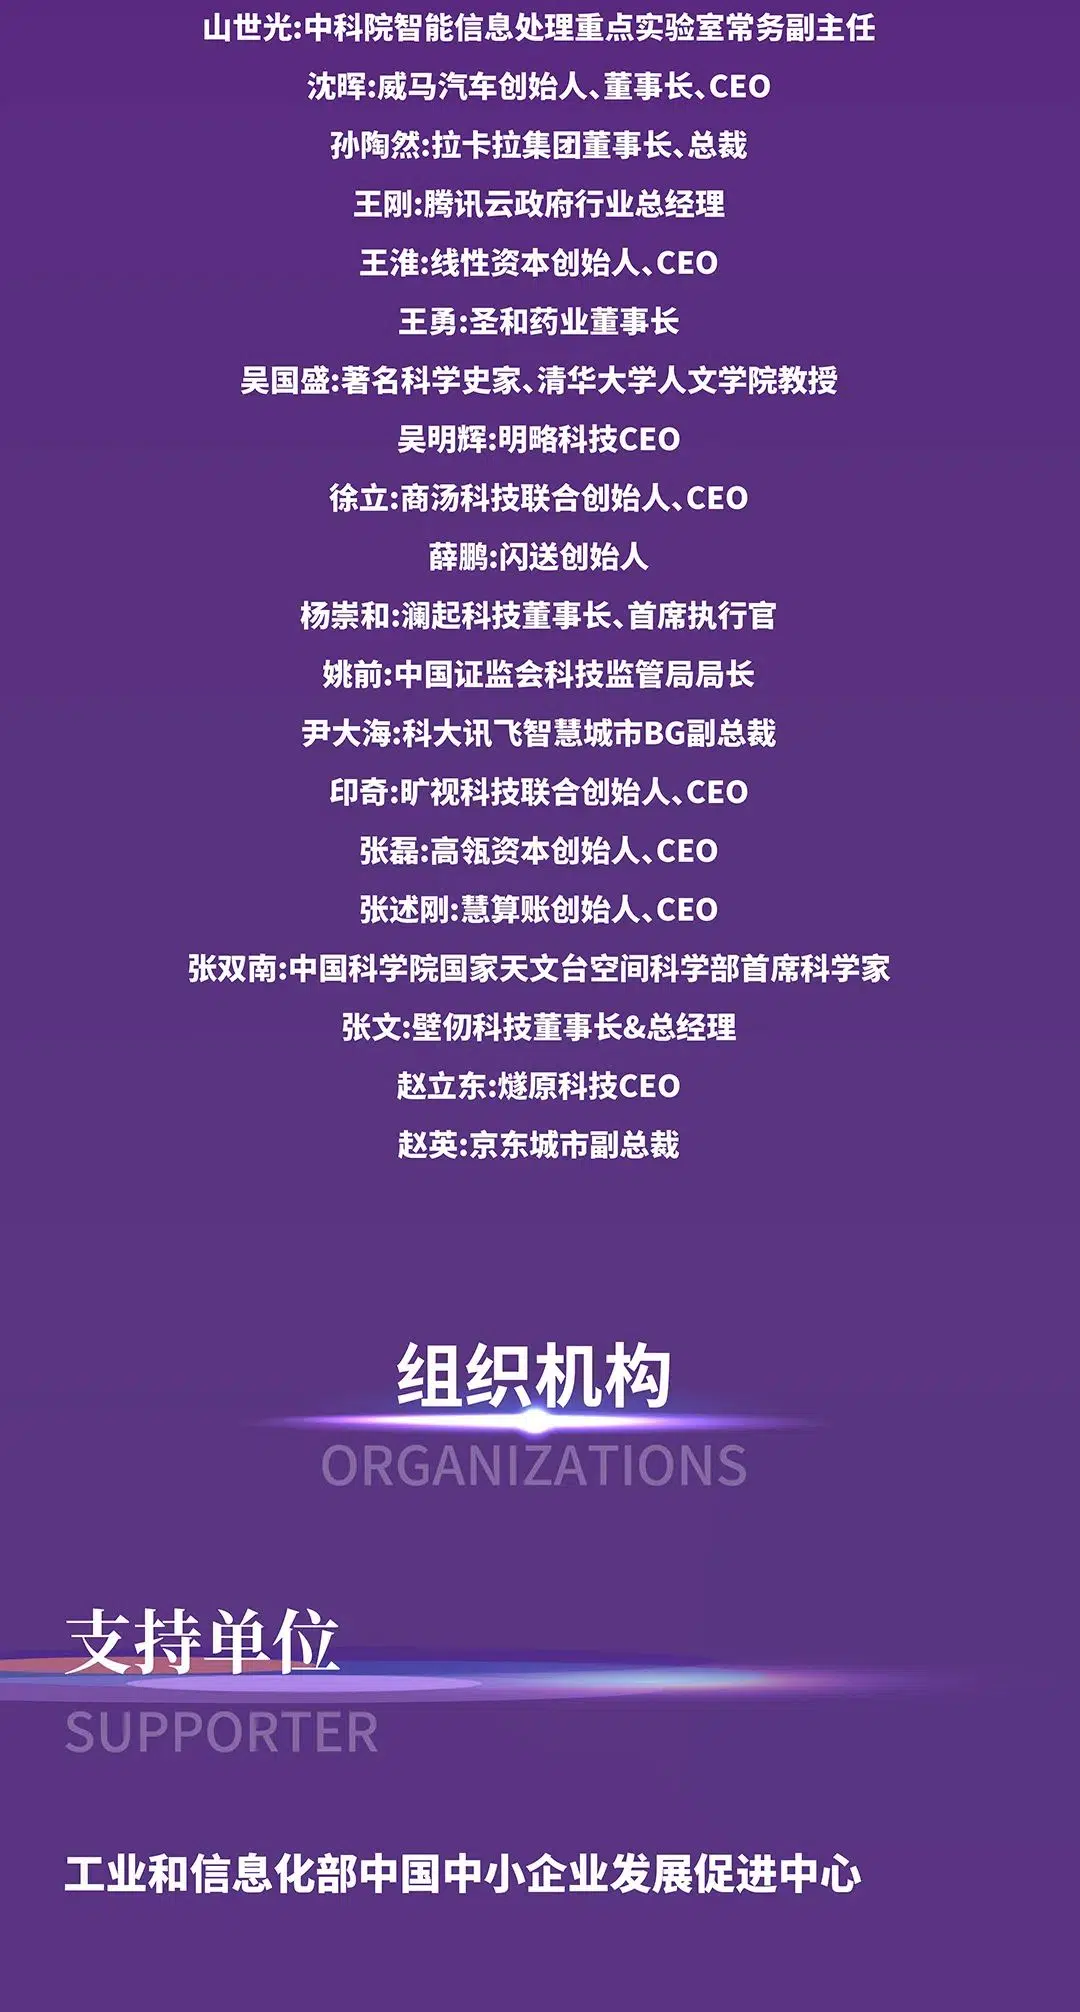 山世光:中科院智能信息处理重点实验室常务副主任
沈晖:威马汽车创始人、董事长、CEO
孙陶然:拉卡拉集团董事长、总裁
王刚:腾讯云政府行业总经理
王淮:线性资本创始人、CEO
王勇:圣和药业董事长
吴国盛:著名科学史家、清华大学人文学院教授
吴明辉:明略科技CEO
徐立:商汤科技联合创始人、CEO
薛鹏:闪送创始人
杨崇和:澜起科技董事长、首席执行官
姚前:中国证监会科技监管局局长
尹大海:科大讯飞智慧城市BG副总裁
印奇:旷视科技联合创始人、CEO
张磊:高瓴资本创始人、CEO
张述刚:慧算账创始人、CEO
张双南:中国科学院国家天文台空间科学部首席科学家
张文:壁仞科技董事长&总经理
赵立东:燧原科技CEO
赵英:京东城市副总裁
组织机构
ORGANIZATIONS
支持单位
SUPPORTER
工业和信息化部中国中小企业发展促进中心